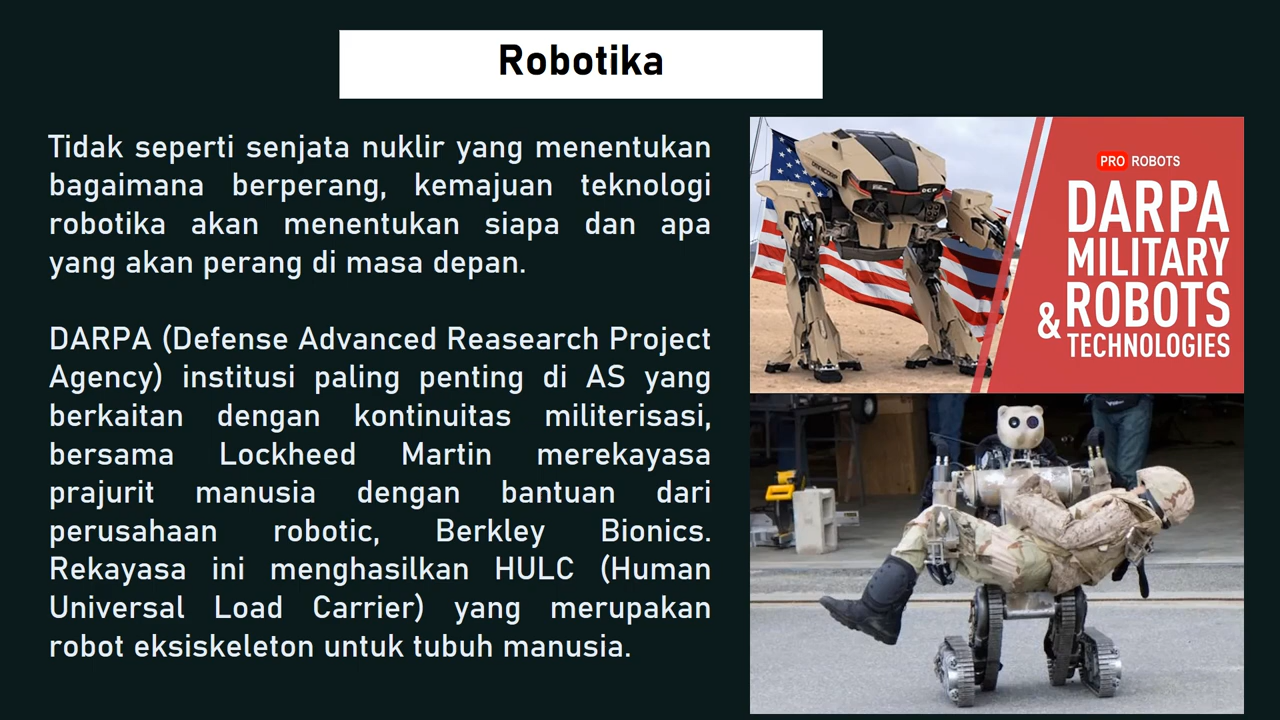 Robotika
Tidak seperti senjata nuklir yang menentukan
bagaimana berperang, kemajuan teknologi
robotika akan menentukan siapa dan apa
yang akan perang di masa depan.
DARPA (Defense Advanced Reasearch Project
Agency) institusi paling penting di AS yang
berkaitan dengan kontinuitas militerisasi,
bersama Lockheed Martin merekayasa
prajurit manusia dengan bantuan dari
perusahaan robotic, Berkley Bionics.
Rekayasa ini menghasilkan HULC (Human
Universal Load Carrier) yang merupakan
robot eksiskeleton untuk tubuh manusia.
PRO ROBOTS
DARPA
MILITARY
& ROBOTS
TECHNOLOGIES
OCP